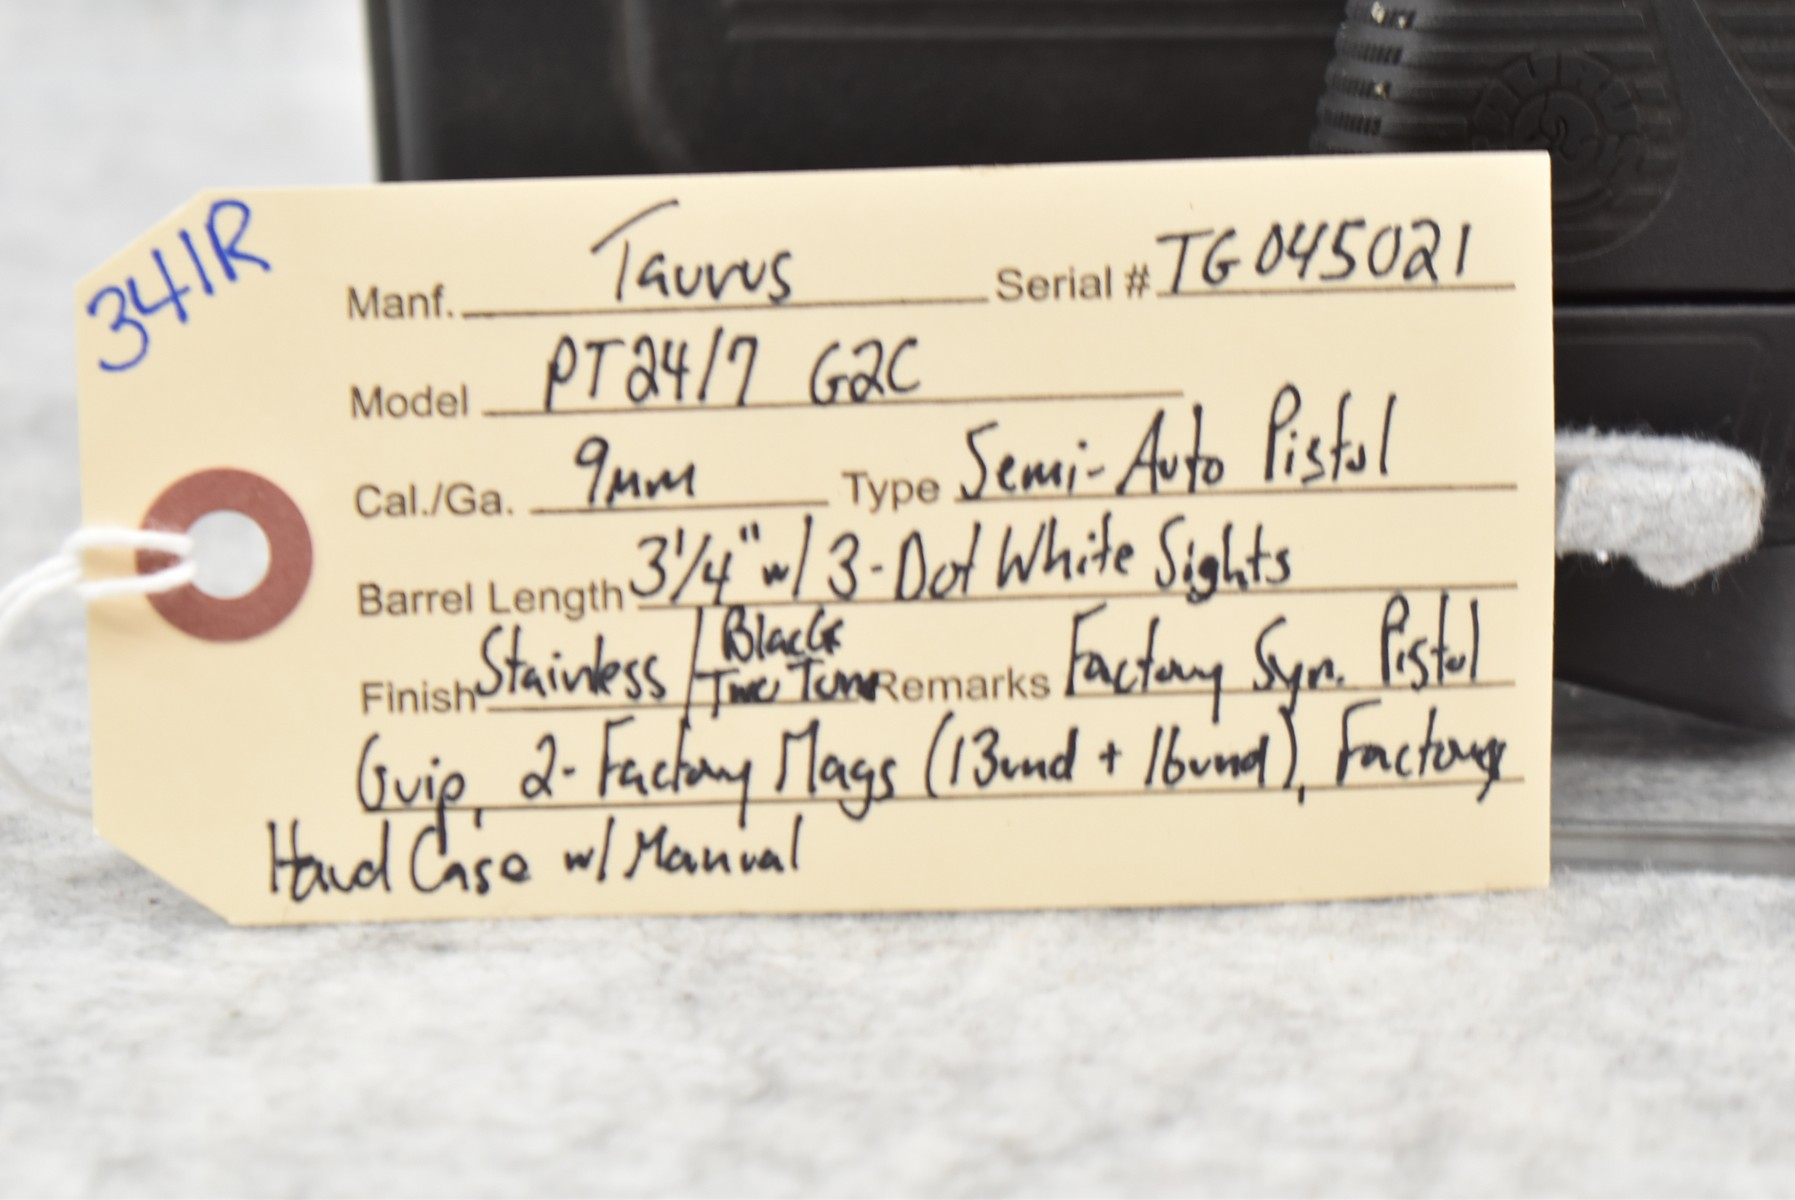 341R
Manf. Taurus Serial # TG045021
Model PT24/7 G2C
Cal./Ga. 9mm Type Semi-Auto Pistol
Barrel Length 3 1/4" w/ 3-Dot White Sights
Finish Stainless / Black Two Tone Remarks Factory Syn. Pistol
Grip, 2-Factory Mags (13rnd + 16rnd), Factory
Hard Case w/ Manual